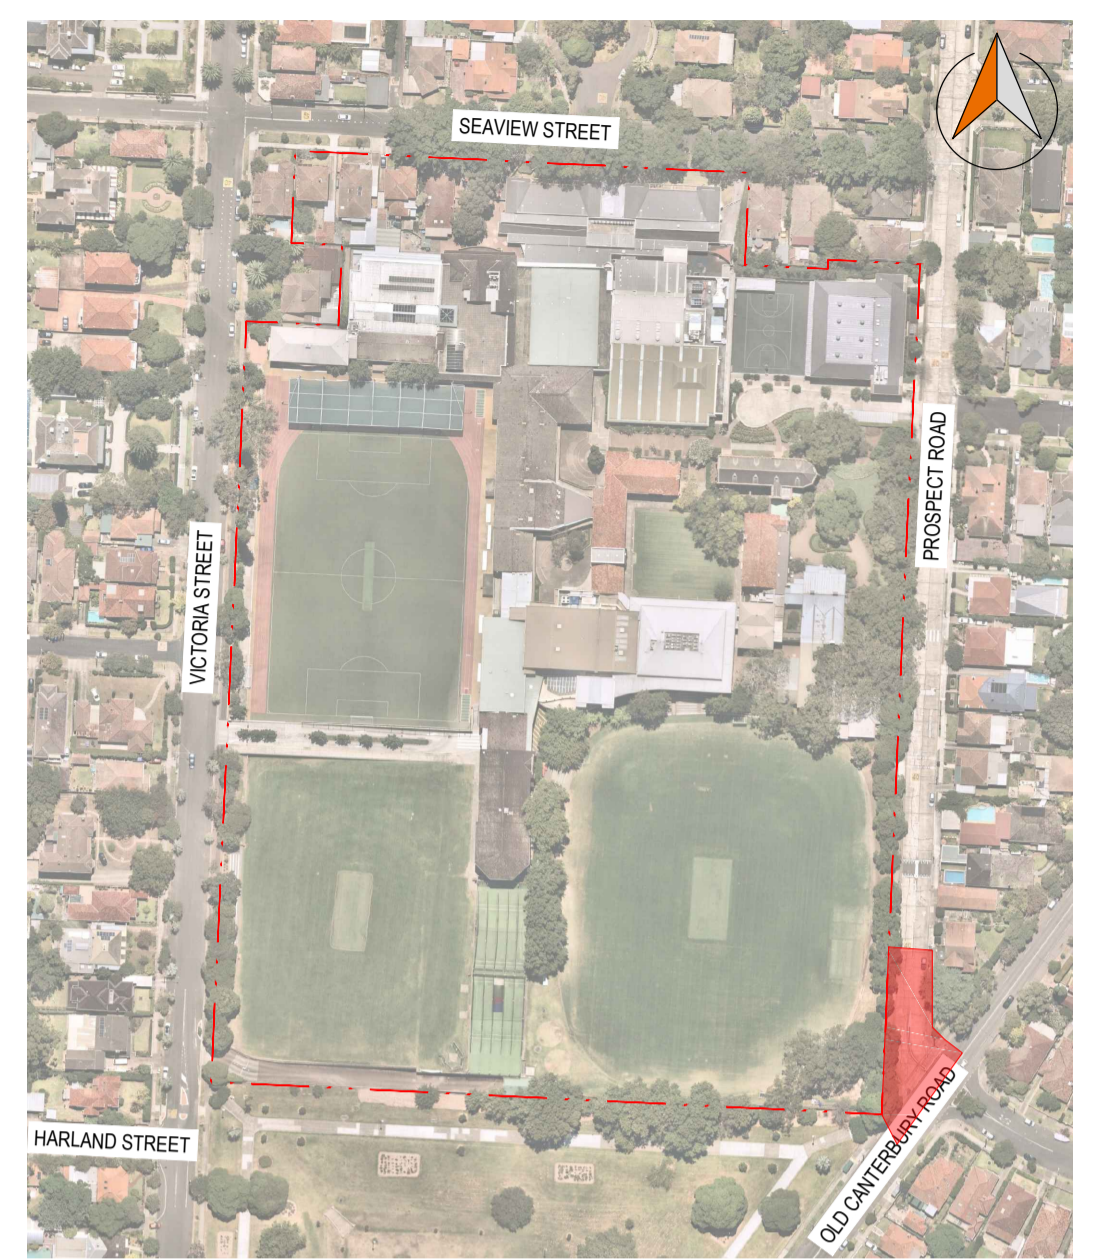 SEAVIEW STREET
PROSPECT ROAD
VICTORIA STREET
HARLAND STREET
OLD CANTERBURY ROAD